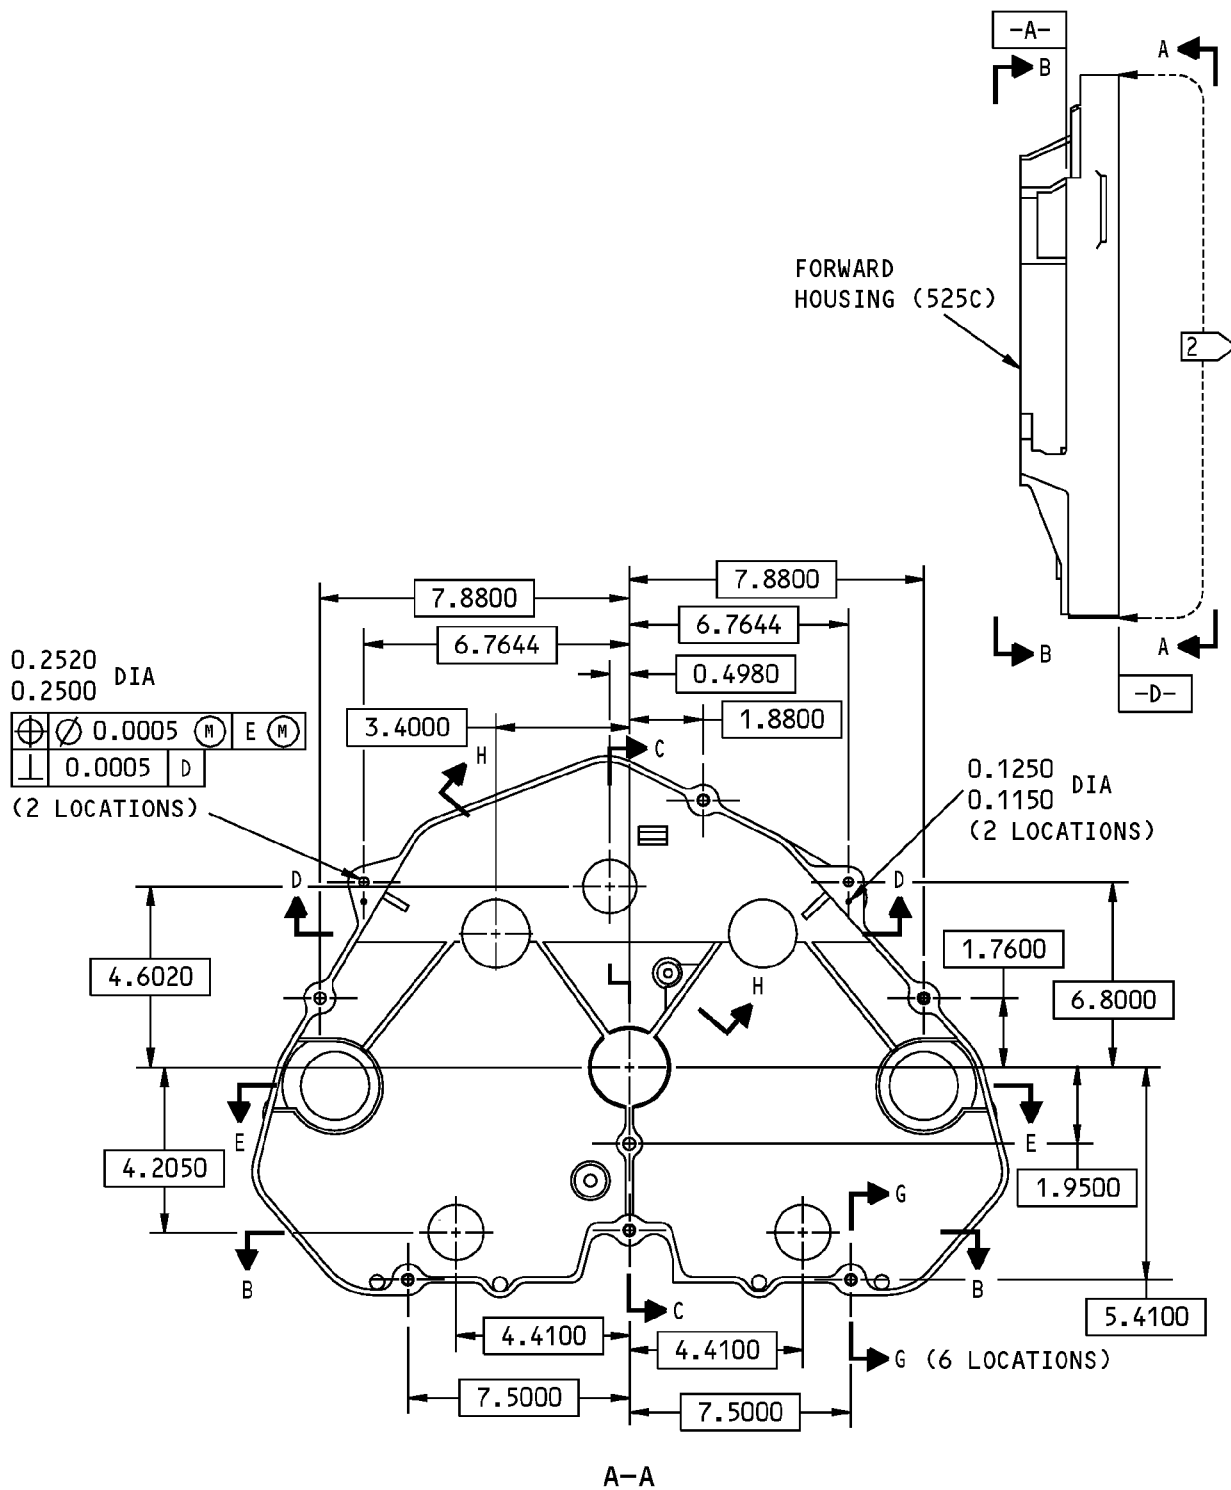 -A-
A
B
FORWARD
HOUSING (525C)
2
B
A
-D-
7.8800
7.8800
6.7644
6.7644
0.2520
0.2500 DIA
0.4980
3.4000
1.8800
⌖ ∅ 0.0005 Ⓜ E Ⓜ
⊥ 0.0005 D
(2 LOCATIONS)
H
C
0.1250
0.1150 DIA
(2 LOCATIONS)
D
D
4.6020
1.7600
H
6.8000
E
E
4.2050
1.9500
G
B
B
C
5.4100
4.4100
4.4100
G (6 LOCATIONS)
7.5000
7.5000
A-A